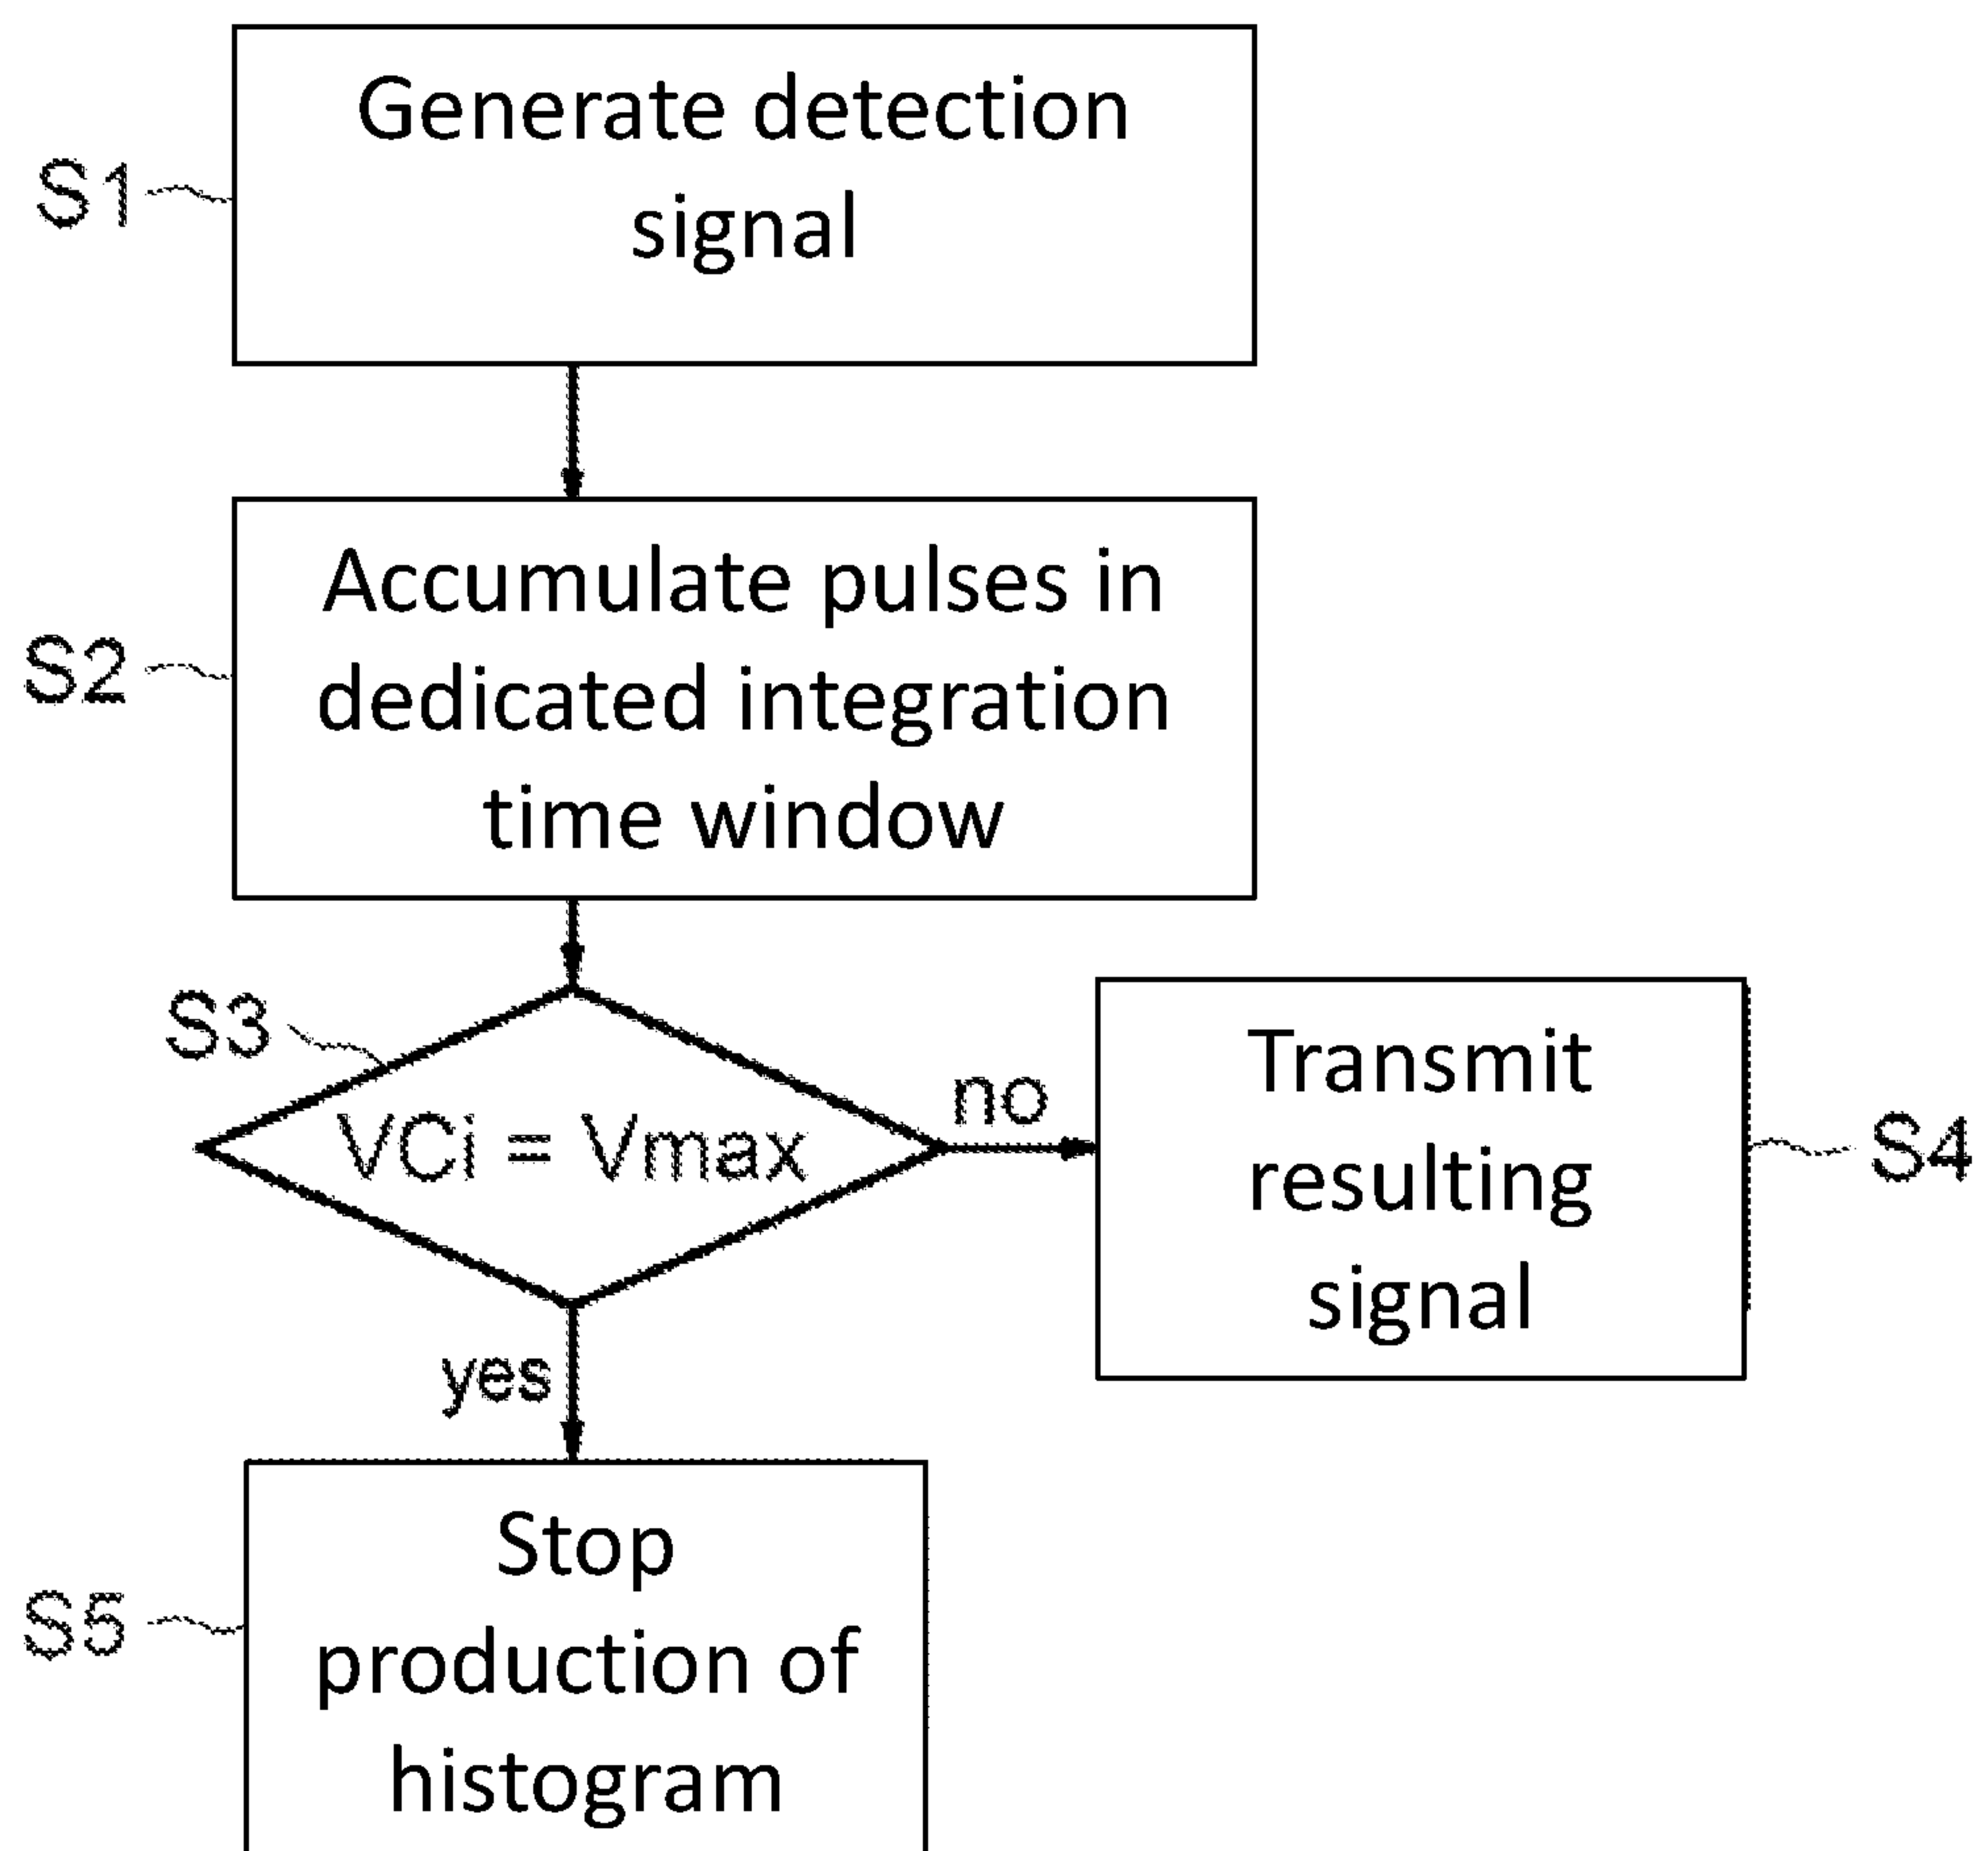 Generate detection
signal
S1
Accumulate pulses in
dedicated integration
time window
S2
S3
VCi = Vmax
no
Transmit
resulting
signal
S4
yes
Stop
production of
histogram
S5